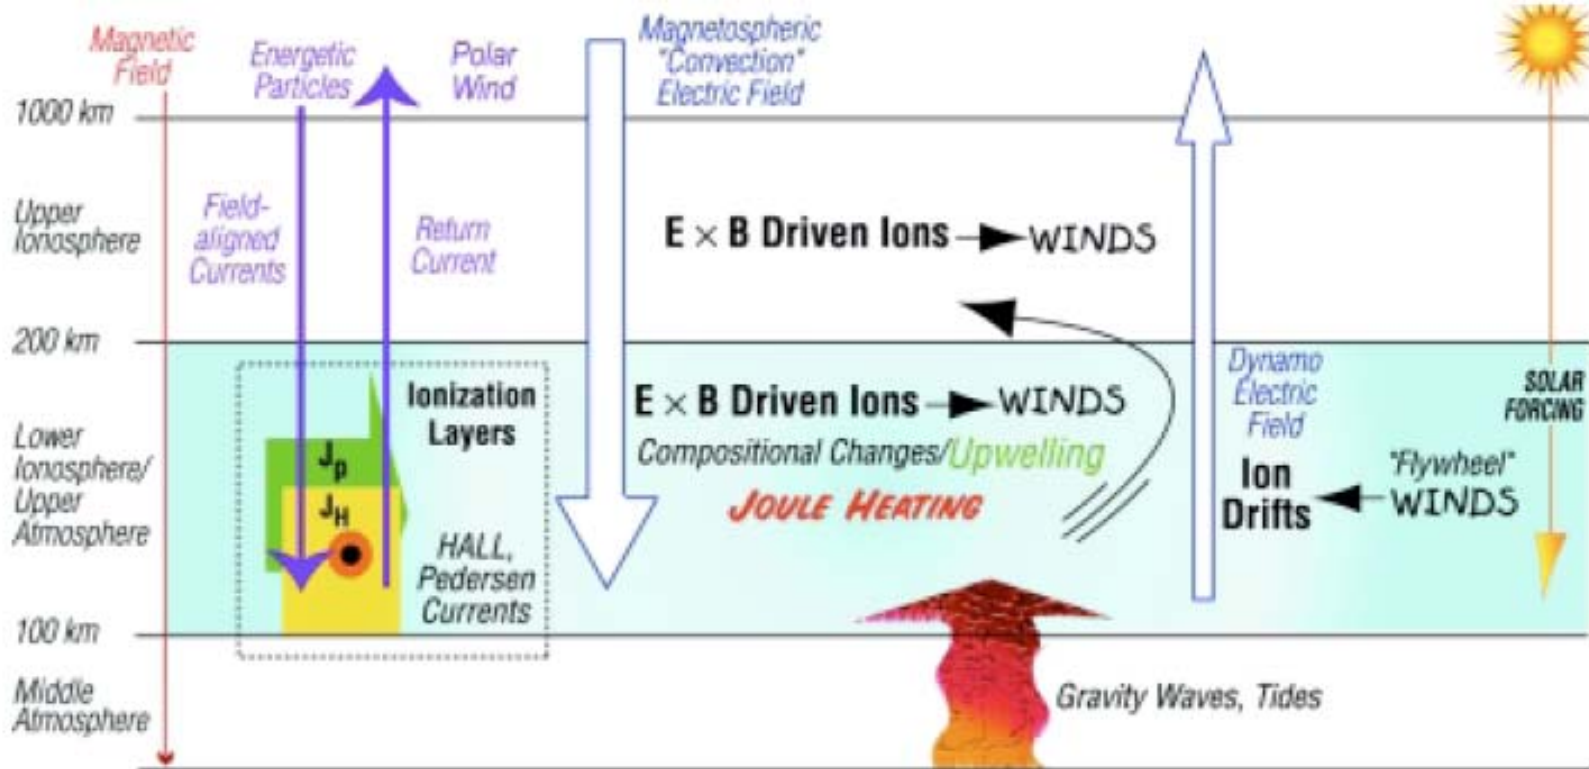 Magnetic
Field
Energetic
Particles
Polar
Wind
Magnetospheric
"Convection"
Electric Field
1000 km
Upper
Ionosphere
Field-
aligned
Currents
Return
Current
E × B Driven Ions
WINDS
200 km
Lower
Ionosphere/
Upper
Atmosphere
Ionization
Layers
Jp
JH
HALL,
Pedersen
Currents
E × B Driven Ions
WINDS
Compositional Changes/Upwelling
JOULE HEATING
Dynamo
Electric
Field
Ion
Drifts
"Flywheel"
WINDS
SOLAR
FORCING
100 km
Middle
Atmosphere
Gravity Waves, Tides